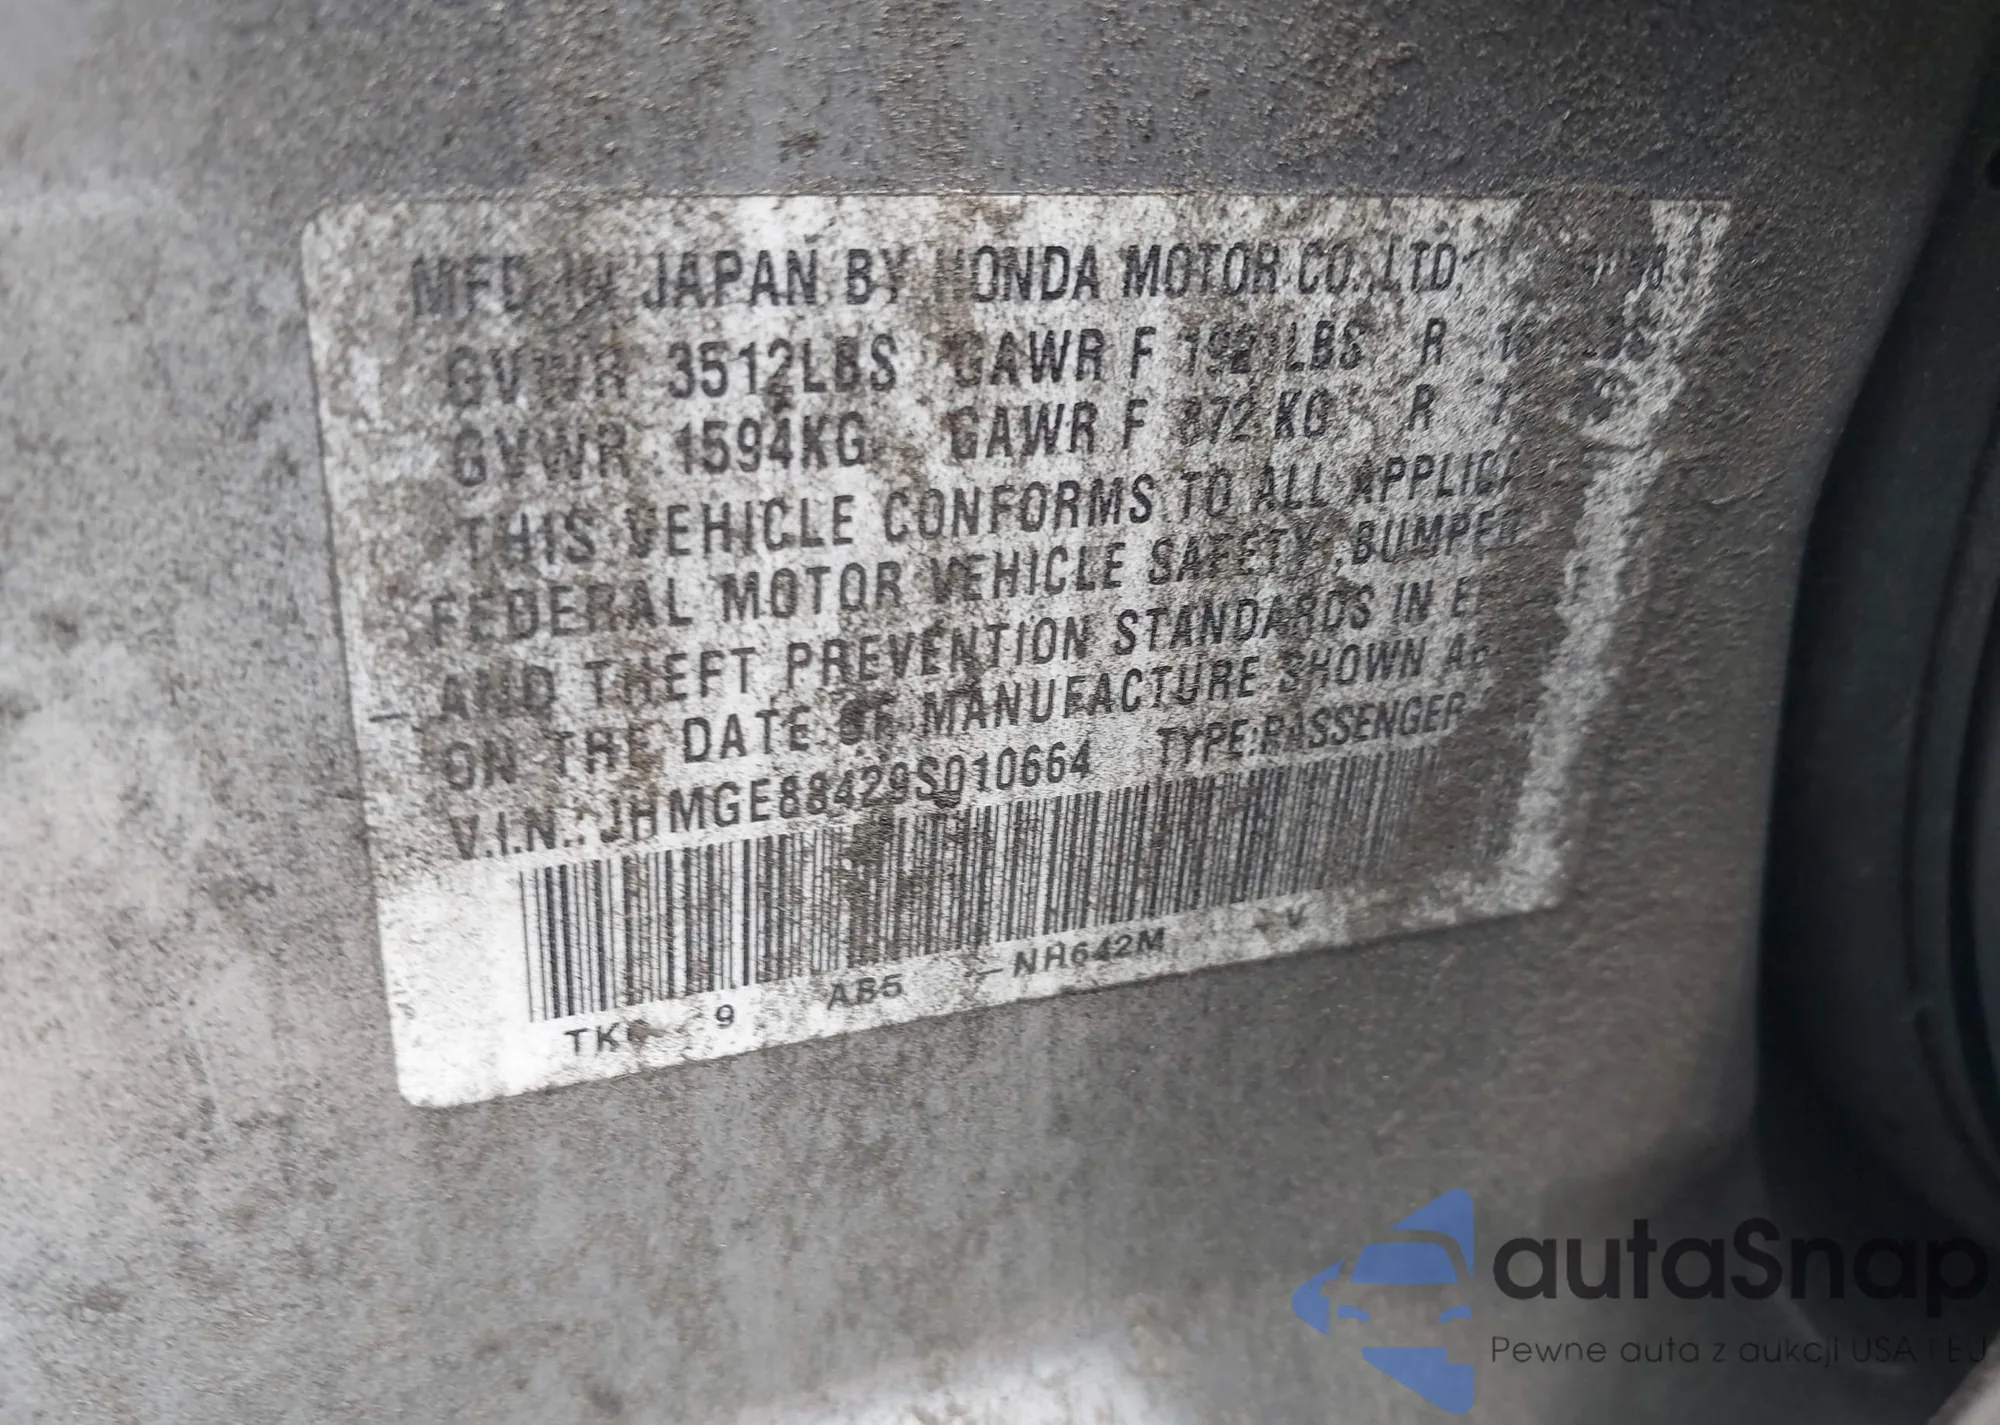 MFD IN JAPAN BY HONDA MOTOR CO.,LTD.
GVWR 3512LBS GAWR F LBS R
GVWR 1594KG GAWR F 872 KG R
THIS VEHICLE CONFORMS TO ALL
FEDERAL MOTOR VEHICLE SAFETY ,BUMPER
AND THEFT PREVENTION STANDARDS IN
ON THE DATE OF MANUFACTURE SHOWN
V.I.N.: JHMGE88429S010664 TYPE:PASSENGER
9 AB5 -NH642M
autaSnap
Pewne auta z aukcji USA i EU